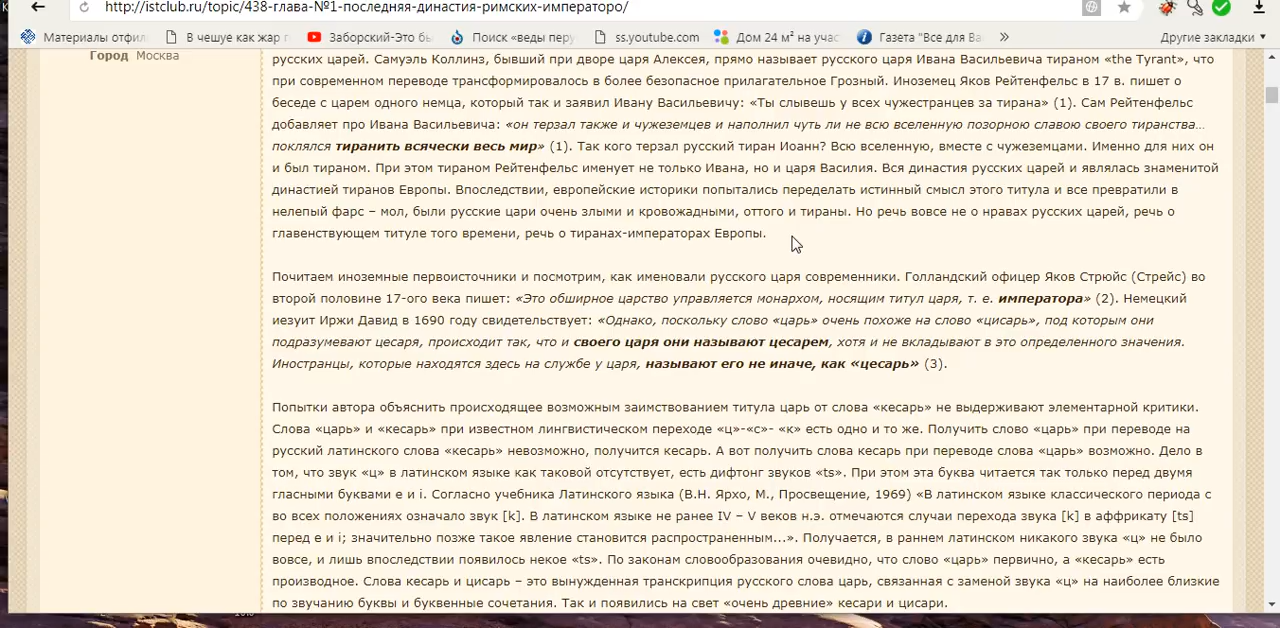 http://istclub.ru/topic/438-глава-№1-последняя-династия-римских-императоро/
Материалы отфил
В чешуе как жар г
Заборский-Это бы
Поиск «веды перу
ss.youtube.com
Дом 24 м² на учас
Газета "Все для Ва
»
Другие закладки
Город Москва
русских царей. Самуэль Коллинз, бывший при дворе царя Алексея, прямо называет русского царя Ивана Васильевича тираном «the Tyrant», что
при современном переводе трансформировалось в более безопасное прилагательное Грозный. Иноземец Яков Рейтенфельс в 17 в. пишет о
беседе с царем одного немца, который так и заявил Ивану Васильевичу: «Ты слывешь у всех чужестранцев за тирана» (1). Сам Рейтенфельс
добавляет про Ивана Васильевича: «он терзал также и чужеземцев и наполнил чуть ли не всю вселенную позорною славою своего тиранства…
поклялся тиранить всячески весь мир» (1). Так кого терзал русский тиран Иоанн? Всю вселенную, вместе с чужеземцами. Именно для них он
и был тираном. При этом тираном Рейтенфельс именует не только Ивана, но и царя Василия. Вся династия русских царей и являлась знаменитой
династией тиранов Европы. Впоследствии, европейские историки попытались переделать истинный смысл этого титула и все превратили в
нелепый фарс – мол, были русские цари очень злыми и кровожадными, оттого и тираны. Но речь вовсе не о нравах русских царей, речь о
главенствующем титуле того времени, речь о тиранах-императорах Европы.
Почитаем иноземные первоисточники и посмотрим, как именовали русского царя современники. Голландский офицер Яков Стрюйс (Стрейс) во
второй половине 17-ого века пишет: «Это обширное царство управляется монархом, носящим титул царя, т. е. императора» (2). Немецкий
иезуит Иржи Давид в 1690 году свидетельствует: «Однако, поскольку слово «царь» очень похоже на слово «цисарь», под которым они
подразумевают цесаря, происходит так, что и своего царя они называют цесарем, хотя и не вкладывают в это определенного значения.
Иностранцы, которые находятся здесь на службе у царя, называют его не иначе, как «цесарь» (3).
Попытки автора объяснить происходящее возможным заимствованием титула царь от слова «кесарь» не выдерживают элементарной критики.
Слова «царь» и «кесарь» при известном лингвистическом переходе «ц»-«с»- «к» есть одно и то же. Получить слово «царь» при переводе на
русский латинского слова «кесарь» невозможно, получится кесарь. А вот получить слова кесарь при переводе слова «царь» возможно. Дело в
том, что звук «ц» в латинском языке как таковой отсутствует, есть дифтонг звуков «ts». При этом эта буква читается так только перед двумя
гласными буквами е и i. Согласно учебника Латинского языка (В.Н. Ярхо, М., Просвещение, 1969) «В латинском языке классического периода с
во всех положениях означало звук [k]. В латинском языке не ранее IV – V веков н.э. отмечаются случаи перехода звука [k] в аффрикату [ts]
перед е и i; значительно позже такое явление становится распространенным...». Получается, в раннем латинском никакого звука «ц» не было
вовсе, и лишь впоследствии появилось некое «ts». По законам словообразования очевидно, что слово «царь» первично, а «кесарь» есть
производное. Слова кесарь и цисарь – это вынужденная транскрипция русского слова царь, связанная с заменой звука «ц» на наиболее близкие
по звучанию буквы и буквенные сочетания. Так и появились на свет «очень древние» кесари и цисари.